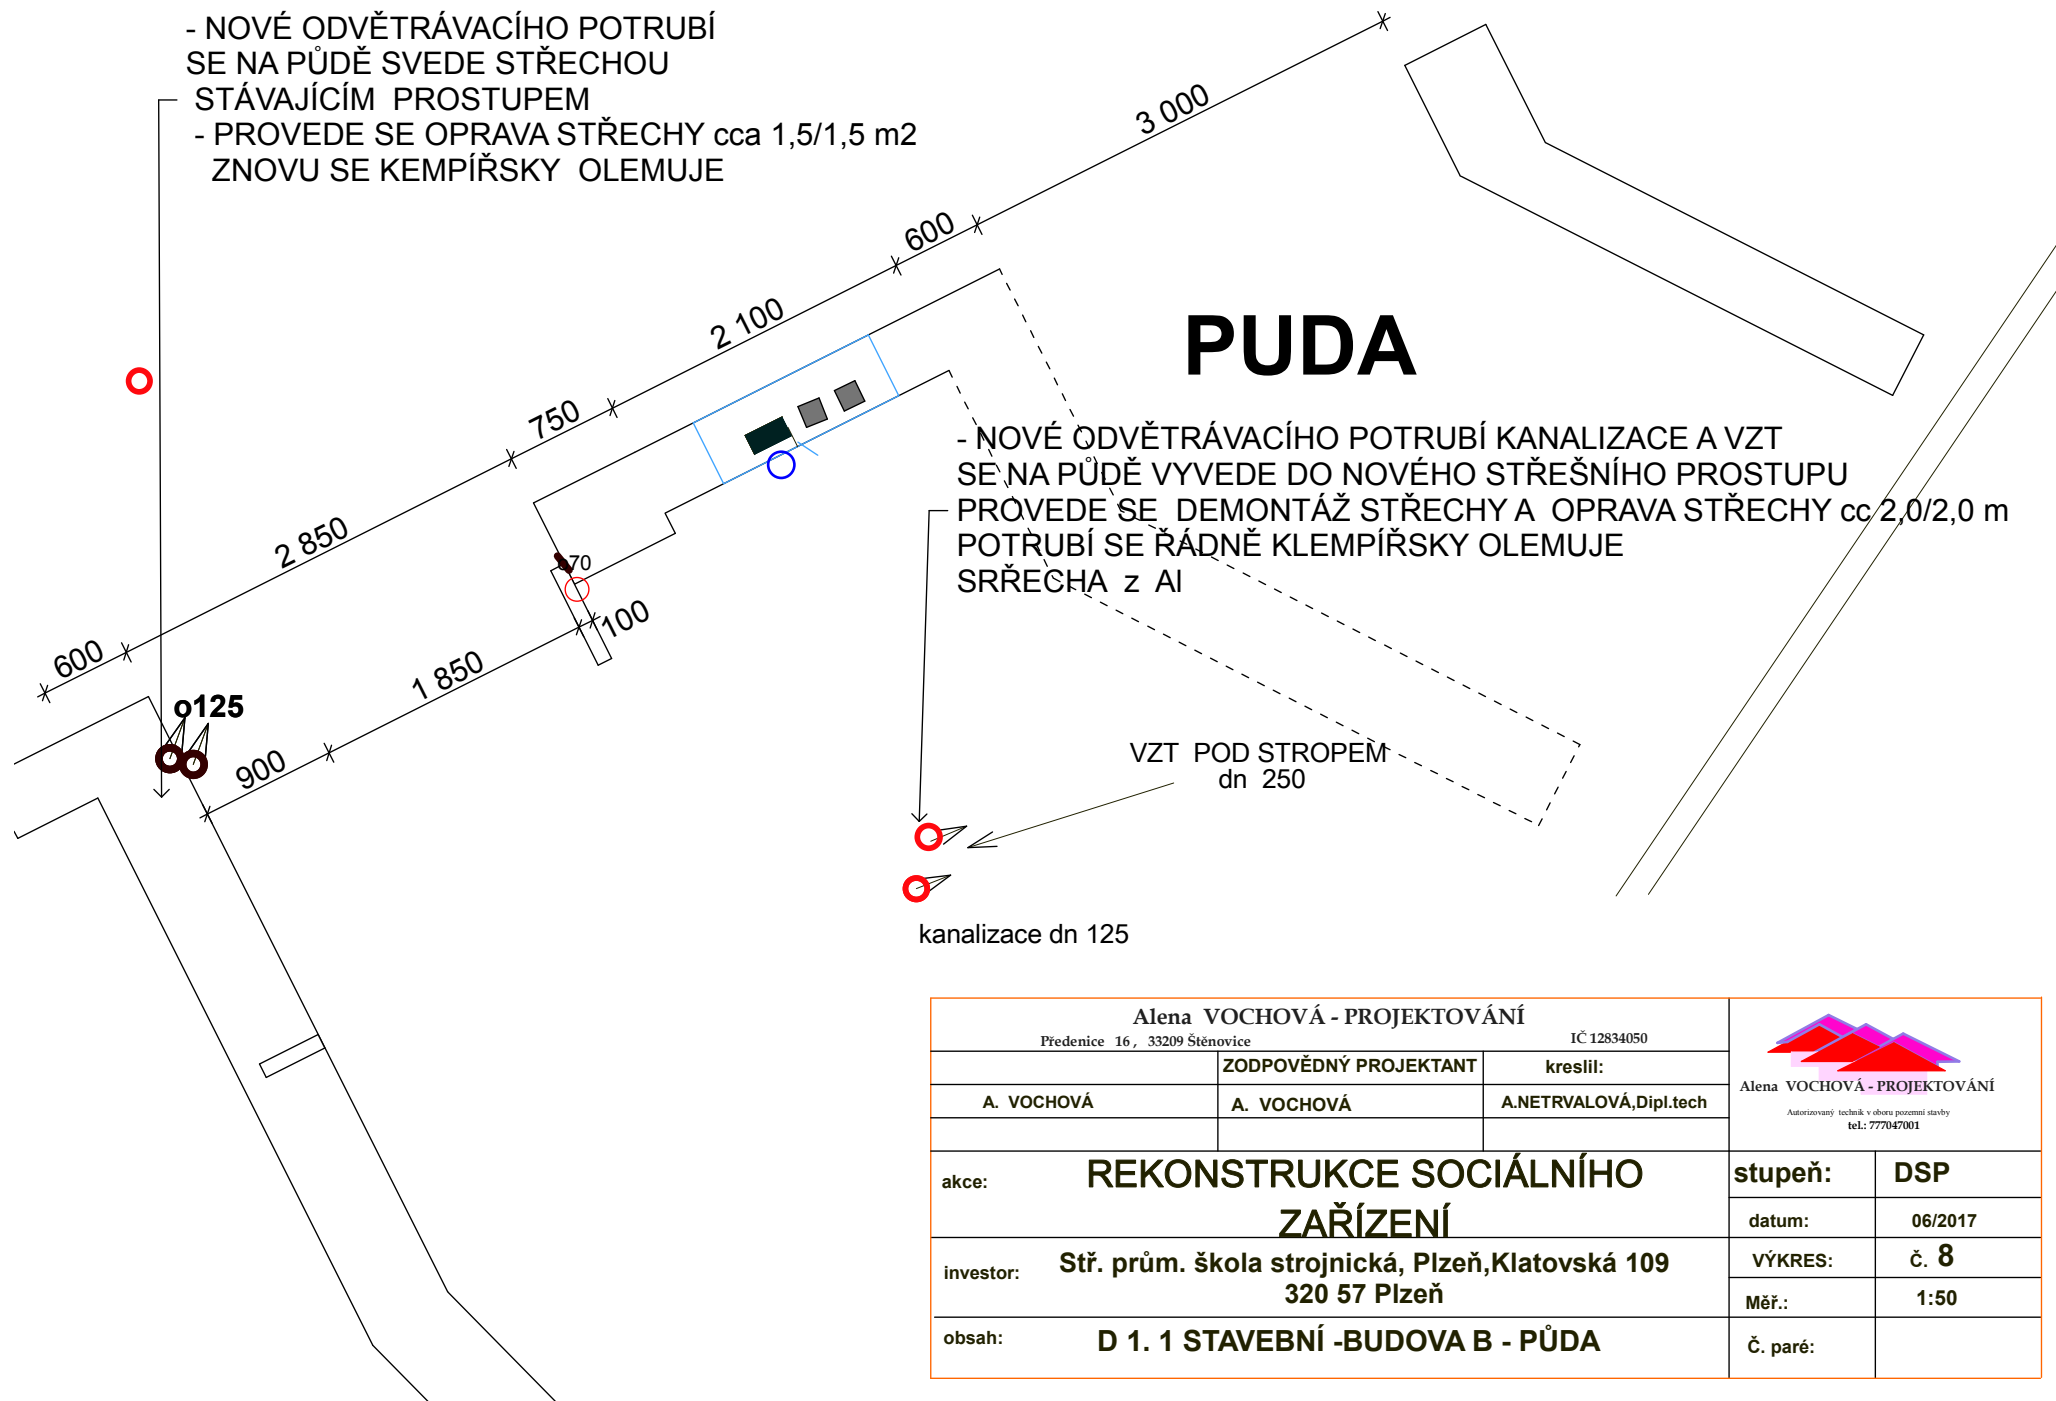 - NOVÉ ODVĚTRÁVACÍHO POTRUBÍ
SE NA PŮDĚ SVEDE STŘECHOU
STÁVAJÍCÍM PROSTUPEM
- PROVEDE SE OPRAVA STŘECHY cca 1,5/1,5 m2
ZNOVU SE KEMPÍŘSKY OLEMUJE
3 000
600
2 100
750
2 850
600
PUDA
- NOVÉ ODVĚTRÁVACÍHO POTRUBÍ KANALIZACE A VZT
SE NA PŮDĚ VYVEDE DO NOVÉHO STŘEŠNÍHO PROSTUPU
PROVEDE SE DEMONTÁŽ STŘECHY A OPRAVA STŘECHY cc 2,0/2,0 m
POTRUBÍ SE ŘÁDNĚ KLEMPÍŘSKY OLEMUJE
SRŘECHA z Al
100
1 850
900
o125
VZT POD STROPEM
dn 250
kanalizace dn 125
Alena VOCHOVÁ - PROJEKTOVÁNÍ
Předenice 16 , 33209 Štěnovice IČ 12834050
ZODPOVĚDNÝ PROJEKTANT kreslil:
A. VOCHOVÁ A. VOCHOVÁ A.NETRVALOVÁ,Dipl.tech
Alena VOCHOVÁ - PROJEKTOVÁNÍ
Autorizovaný technik v oboru pozemní stavby
tel.: 777047001
akce: REKONSTRUKCE SOCIÁLNÍHO
ZAŘÍZENÍ
investor: Stř. prům. škola strojnická, Plzeň,Klatovská 109
320 57 Plzeň
obsah: D 1. 1 STAVEBNÍ -BUDOVA B - PŮDA
stupeň: DSP
datum: 06/2017
VÝKRES: č. 8
Měř.: 1:50
Č. paré: